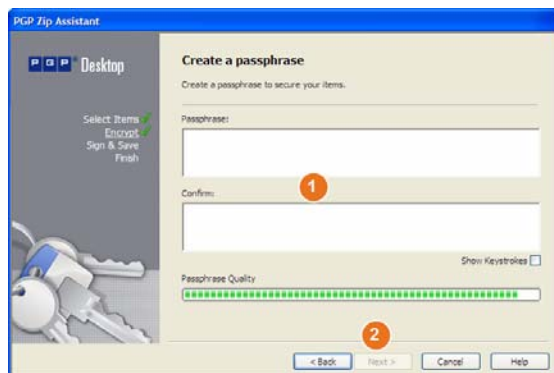 PGP Zip Assistant
PGP Desktop
Select Items
Encrypt
Sign & Save
Finish
Create a passphrase
Create a passphrase to secure your items.
Passphrase:
1
Confirm:
Show Keystrokes
Passphrase Quality
2
< Back
Next >
Cancel
Help